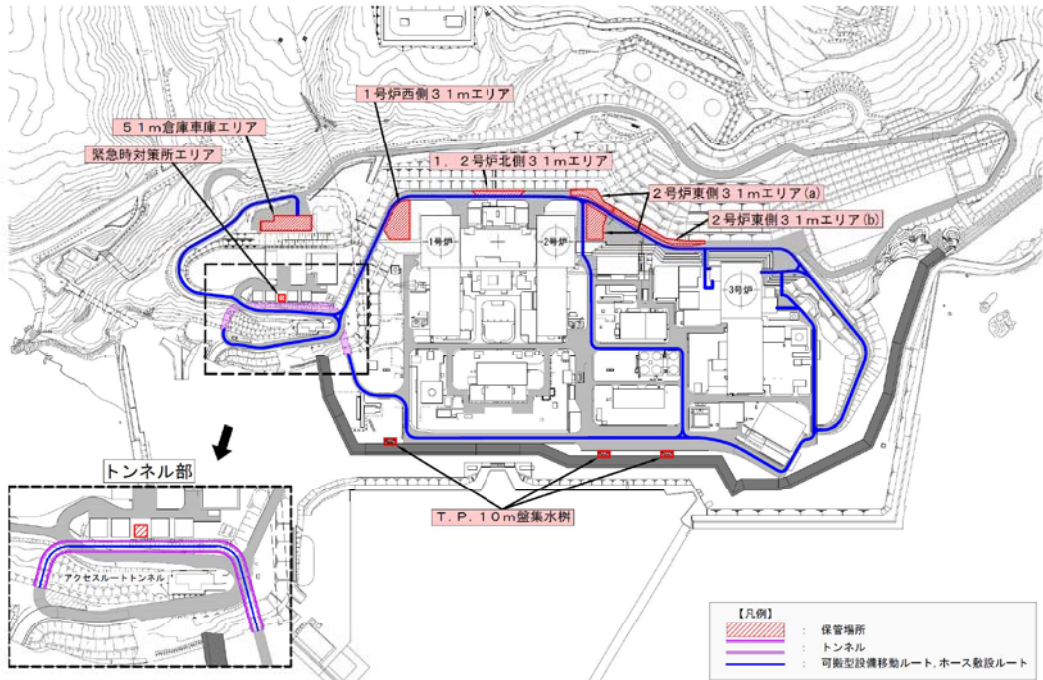 1号炉西側31mエリア
51m倉庫車庫エリア
緊急時対策所エリア
1,2号炉北側31mエリア
2号炉東側31mエリア(a)
2号炉東側31mエリア(b)
1号炉
2号炉
3号炉
T.P.10m盤集水桝
トンネル部
アクセスルートトンネル
【凡例】
: 保管場所
: トンネル
: 可搬型設備移動ルート,ホース敷設ルート